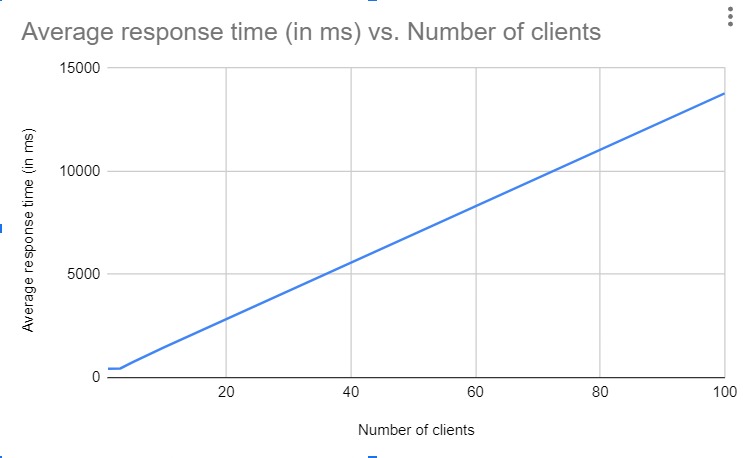 Average response time (in ms) vs. Number of clients
Average response time (in ms)
15000
10000
5000
0
20 40 60 80 100
Number of clients